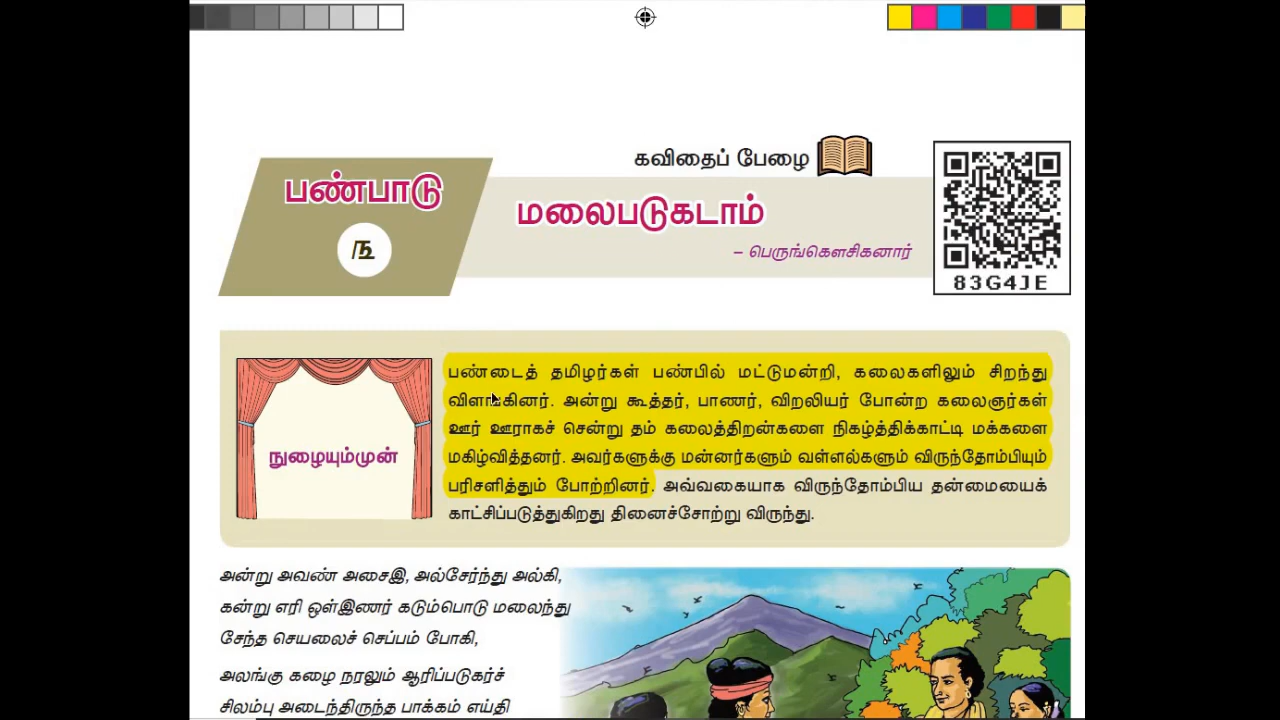 கவிதைப் பேழை
பண்பாடு
௩
மலைபடுகடாம்
– பெருங்கௌசிகனார்
83G4JE
நுழையும்முன்
பண்டைத் தமிழர்கள் பண்பில் மட்டுமன்றி, கலைகளிலும் சிறந்து
விளங்கினர். அன்று கூத்தர், பாணர், விறலியர் போன்ற கலைஞர்கள்
ஊர் ஊராகச் சென்று தம் கலைத்திறன்களை நிகழ்த்திக்காட்டி மக்களை
மகிழ்வித்தனர். அவர்களுக்கு மன்னர்களும் வள்ளல்களும் விருந்தோம்பியும்
பரிசளித்தும் போற்றினர். அவ்வகையாக விருந்தோம்பிய தன்மையைக்
காட்சிப்படுத்துகிறது தினைச்சோற்று விருந்து.
அன்று அவண் அசைஇ, அல்சேர்ந்து அல்கி,
கன்று எரி ஒள்இணர் கடும்பொடு மலைந்து
சேந்த செயலைச் செப்பம் போகி,
அலங்கு கழை நரலும் ஆரிப்படுகர்ச்
சிலம்பு அடைந்திருந்த பாக்கம் எய்தி